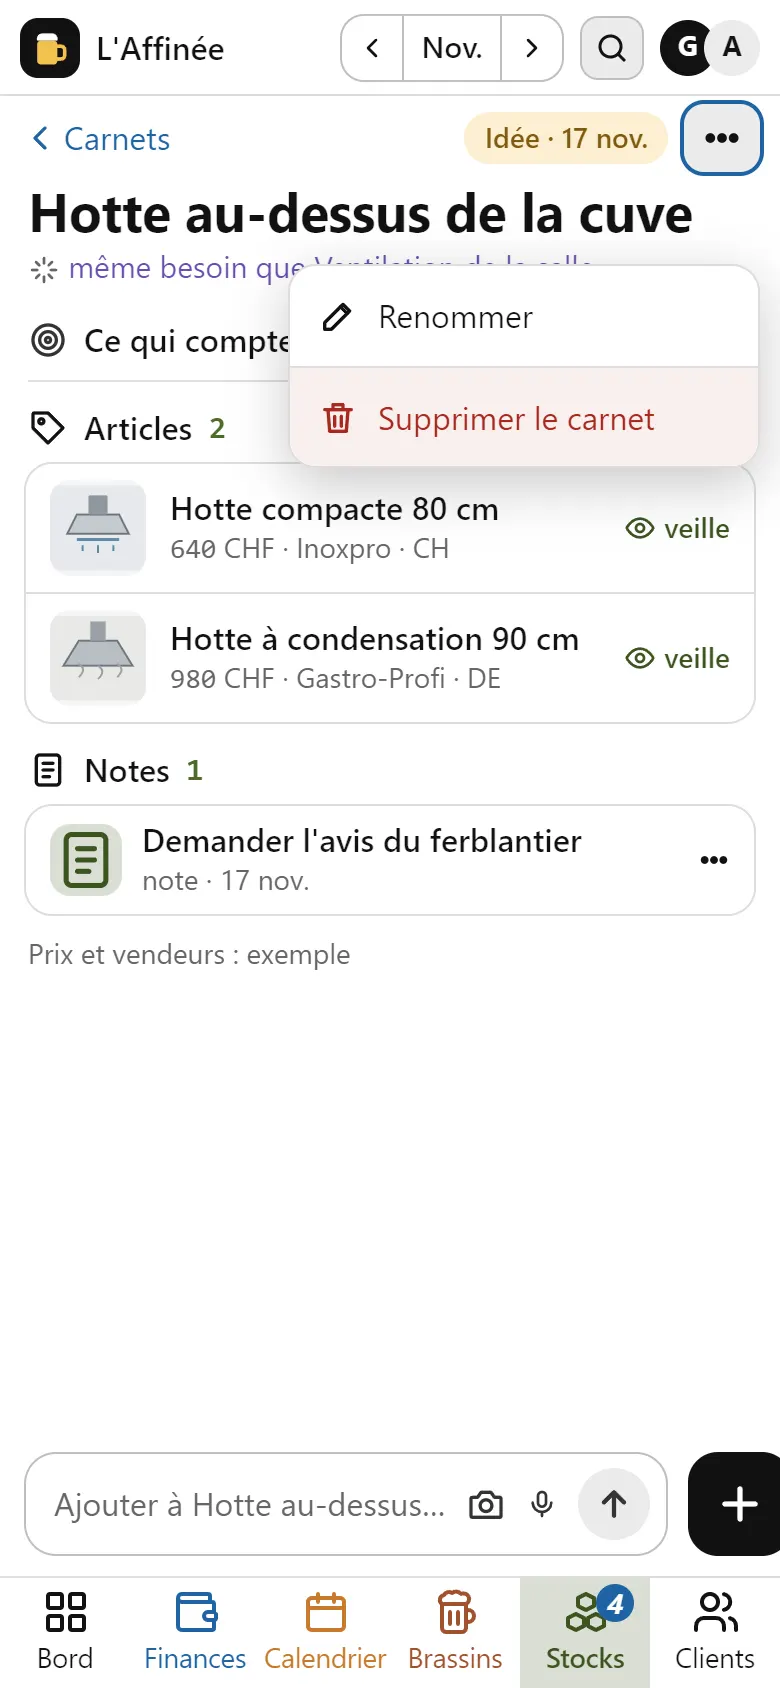 L'Affinée
Nov.
G
A
Carnets
Idée · 17 nov.
Hotte au-dessus de la cuve
même besoin que
Renommer
Ce qui compte
Supprimer le carnet
Articles 2
Hotte compacte 80 cm
640 CHF · Inoxpro · CH
veille
Hotte à condensation 90 cm
980 CHF · Gastro-Profi · DE
veille
Notes 1
Demander l'avis du ferblantier
note · 17 nov.
Prix et vendeurs : exemple
Ajouter à Hotte au-dessus...
4
Bord
Finances
Calendrier
Brassins
Stocks
Clients